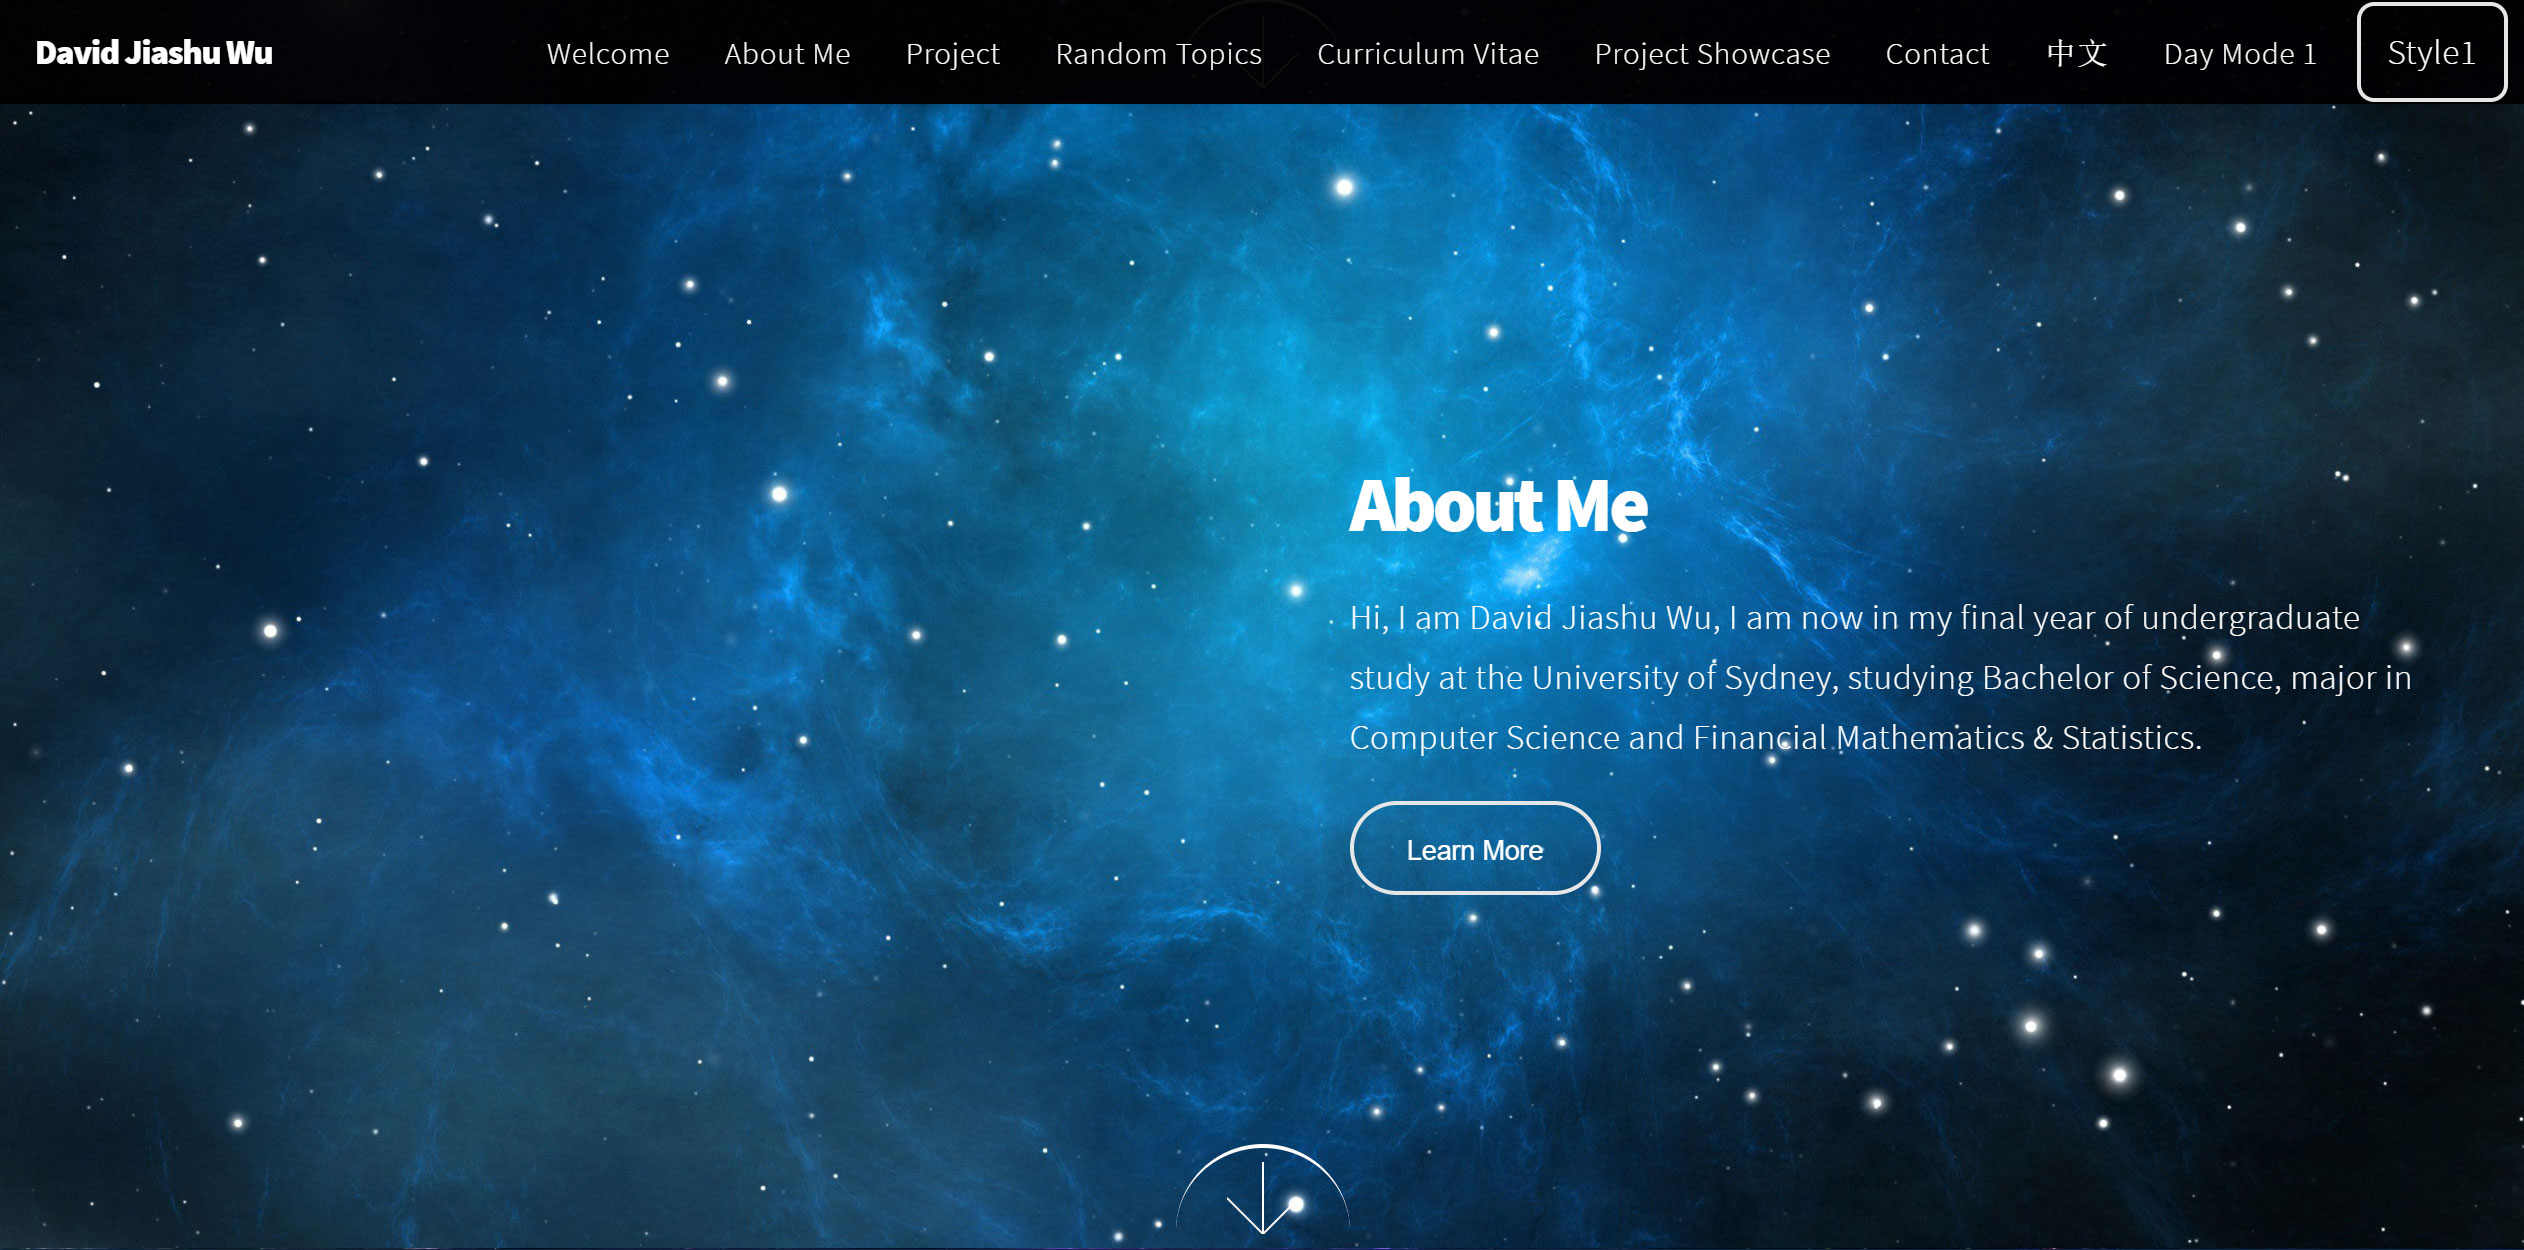 David Jiashu Wu Welcome About Me Project Random Topics Curriculum Vitae Project Showcase Contact 中文 Day Mode 1 Style1
About Me
Hi, I am David Jiashu Wu, I am now in my final year of undergraduate
study at the University of Sydney, studying Bachelor of Science, major in
Computer Science and Financial Mathematics & Statistics.
Learn More